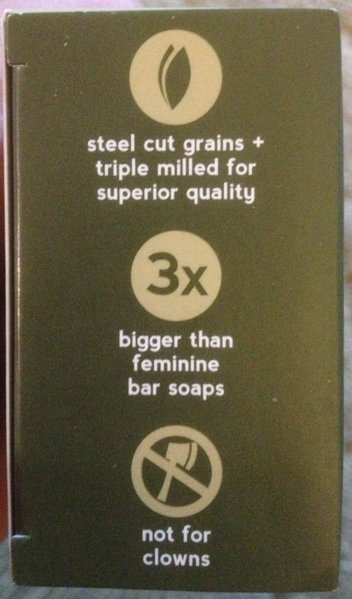 steel cut grains +
triple milled for
superior quality
3x
bigger than
feminine
bar soaps
not for
clowns